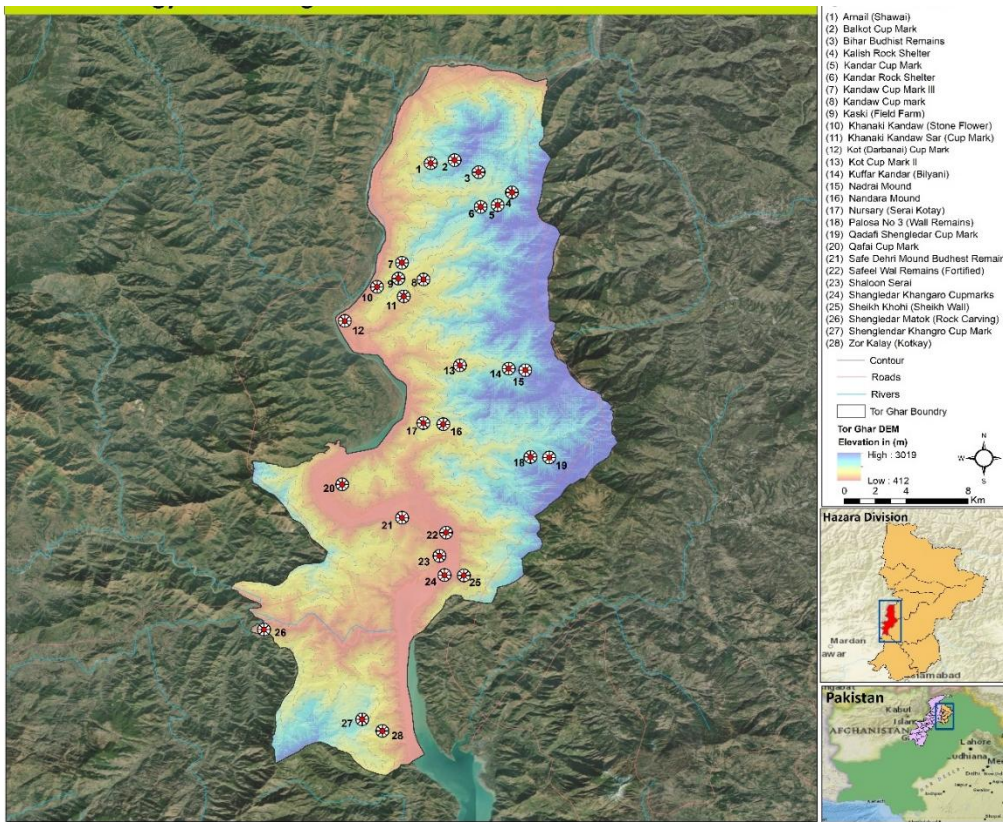 (1) Arnail (Shawai)
(2) Balkot Cup Mark
(3) Bihar Budhist Remains
(4) Kalish Rock Shelter
(5) Kandar Cup Mark
(6) Kandar Rock Shelter
(7) Kandaw Cup Mark III
(8) Kandaw Cup mark
(9) Kaski (Field Farm)
(10) Khanaki Kandaw (Stone Flower)
(11) Khanaki Kandaw Sar (Cup Mark)
(12) Kot (Darbanai) Cup Mark
(13) Kot Cup Mark II
(14) Kuffar Kandar (Bilyani)
(15) Nadrai Mound
(16) Nandara Mound
(17) Nursary (Serai Kotay)
(18) Palosa No 3 (Wall Remains)
(19) Qadafi Shengledar Cup Mark
(20) Qafai Cup Mark
(21) Safe Dehri Mound Budhest Remain
(22) Safeel Wal Remains (Fortified)
(23) Shaloon Serai
(24) Shangledar Khangaro Cupmarks
(25) Sheikh Khohi (Sheikh Wall)
(26) Shengledar Matok (Rock Carving)
(27) Shenglendar Khangro Cup Mark
(28) Zor Kalay (Kotkay)
Contour
Roads
Rivers
Tor Ghar Boundry
Tor Ghar DEM
Elevation in (m)
High : 3019
Low : 412
N
W E
S
0 2 4 8
Km
1 2
3
4
6 5
7
9 8
10
11
12
13 14 15
17 16
18 19
20
21
22
23
24 25
26
27
28
Hazara Division
Mardan
awar
lamabad
Pakistan
Kabul
Islam
AFGHANISTAN
Lahore
Ludhiana